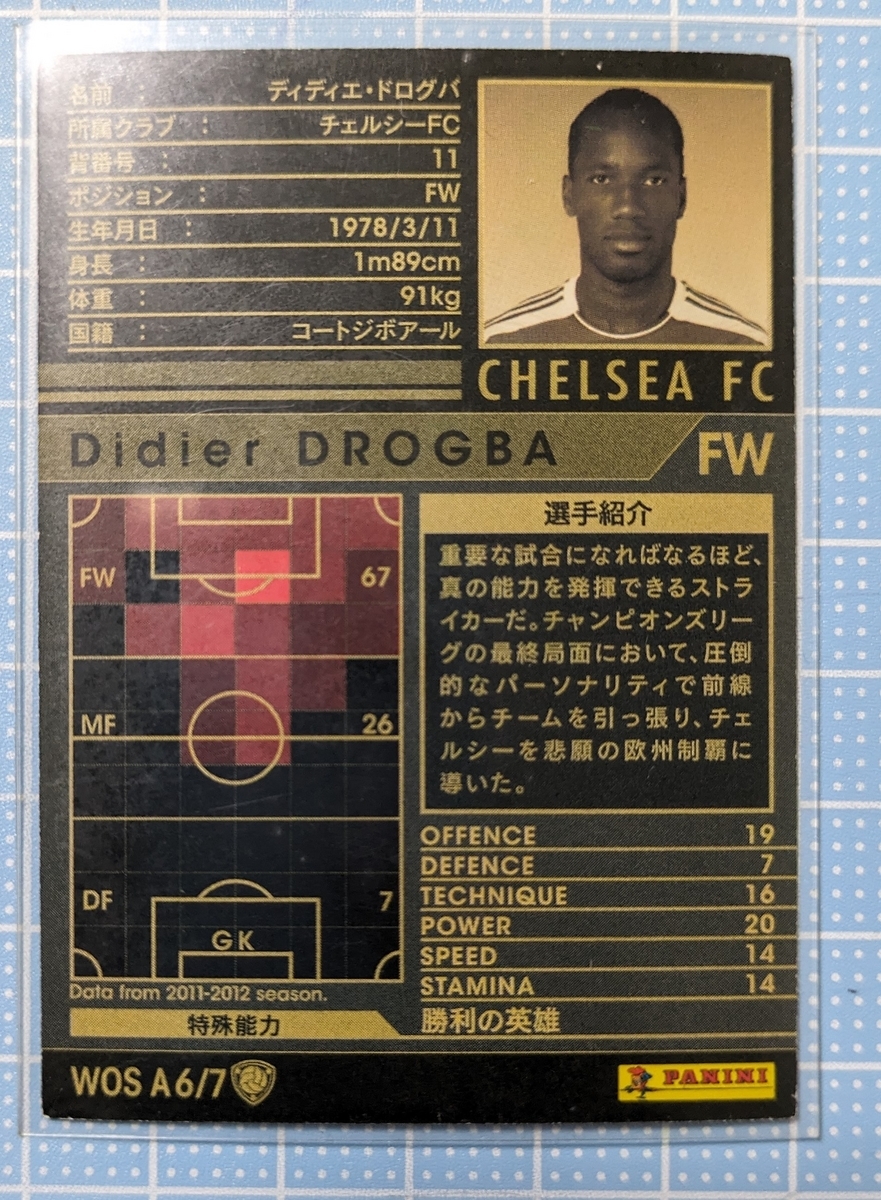 名前 : ディディエ・ドログバ
所属クラブ : チェルシーFC
背番号 : 11
ポジション : FW
生年月日 : 1978/3/11
身長 : 1m89cm
体重 : 91kg
国籍 : コートジボアール
CHELSEA FC
Didier DROGBA FW
FW 67
MF 26
DF 7
GK
Data from 2011-2012 season.
選手紹介
重要な試合になればなるほど、
真の能力を発揮できるストラ
イカーだ。チャンピオンズリー
グの最終局面において、圧倒
的なパーソナリティで前線
からチームを引っ張り、チェ
ルシーを悲願の欧州制覇に
導いた。
OFFENCE 19
DEFENCE 7
TECHNIQUE 16
POWER 20
SPEED 14
STAMINA 14
特殊能力 勝利の英雄
WOS A6/7 PANINI